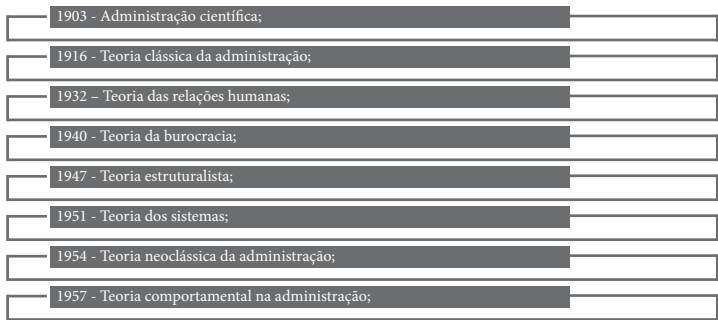 1903 - Administração científica;
1916 - Teoria clássica da administração;
1932 – Teoria das relações humanas;
1940 - Teoria da burocracia;
1947 - Teoria estruturalista;
1951 - Teoria dos sistemas;
1954 - Teoria neoclássica da administração;
1957 - Teoria comportamental na administração;